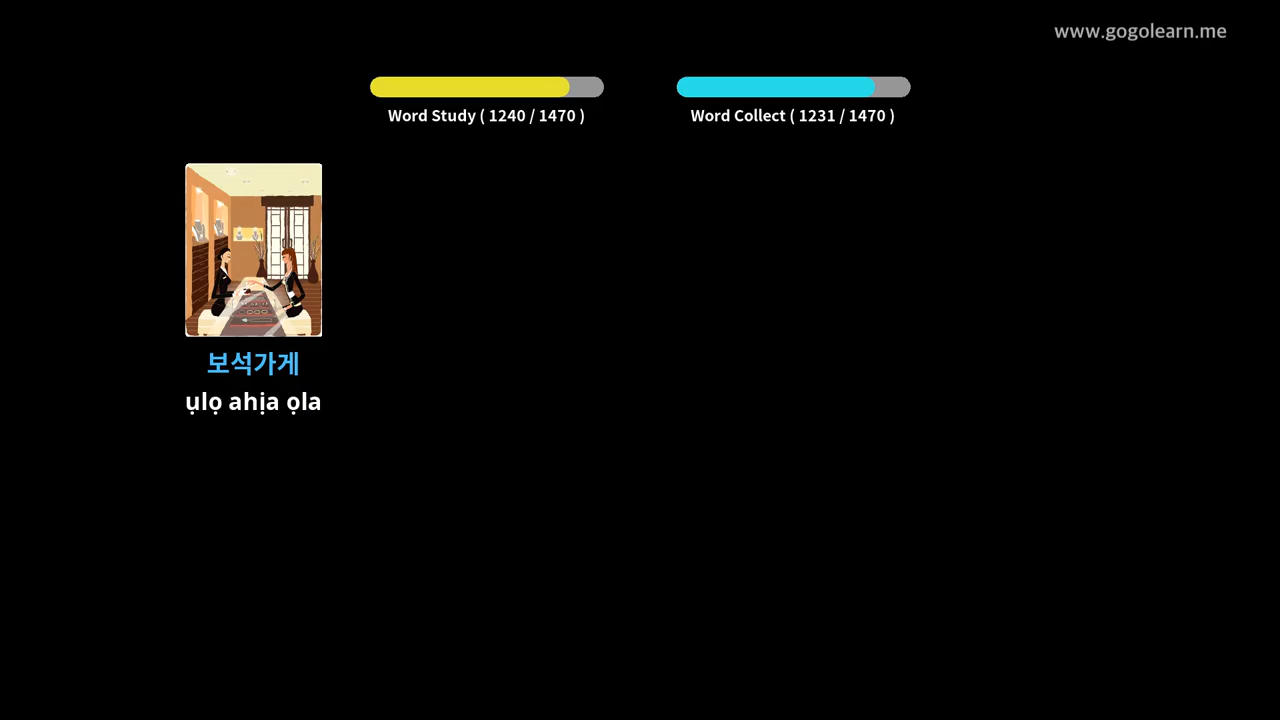 www.gogolearn.me
Word Study ( 1240 / 1470 )
Word Collect ( 1231 / 1470 )
보석가게
ụlọ ahịa ọla